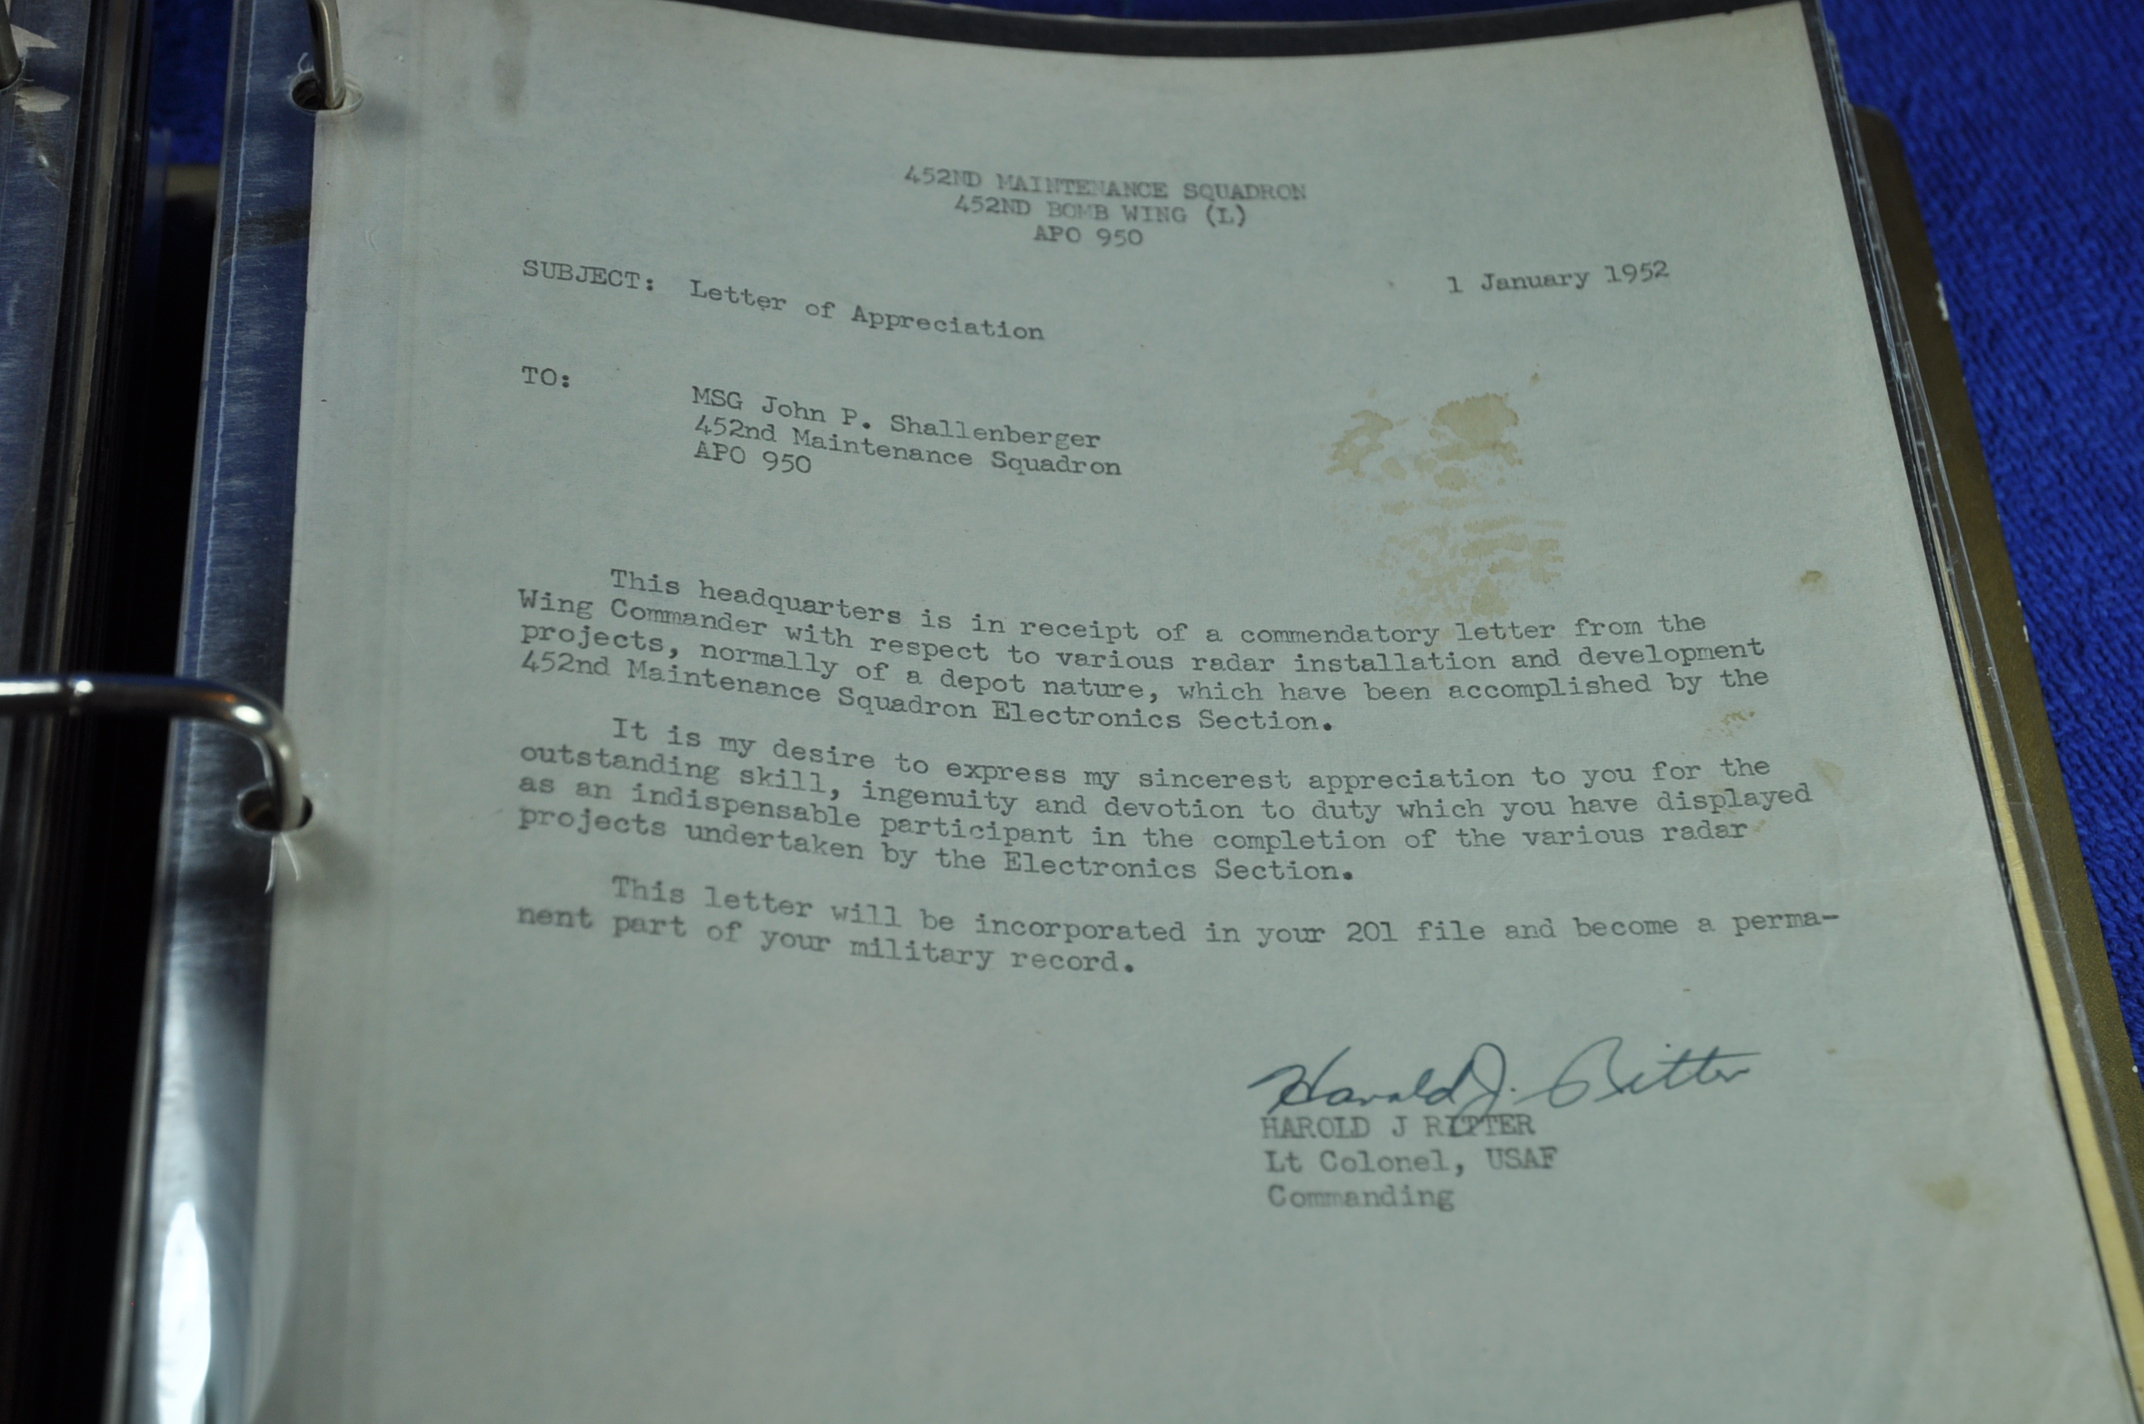 452ND MAINTENANCE SQUADRON
452ND BOMB WING (L)
APO 950
SUBJECT: Letter of Appreciation
1 January 1952
TO:
MSG John P. Shallenberger
452nd Maintenance Squadron
APO 950
This headquarters is in receipt of a commendatory letter from the
Wing Commander with respect to various radar installation and development
projects, normally of a depot nature, which have been accomplished by the
452nd Maintenance Squadron Electronics Section.
It is my desire to express my sincerest appreciation to you for the
outstanding skill, ingenuity and devotion to duty which you have displayed
as an indispensable participant in the completion of the various radar
projects undertaken by the Electronics Section.
This letter will be incorporated in your 201 file and become a perma-
nent part of your military record.
Harold J. Ritter
HAROLD J RITTER
Lt Colonel, USAF
Commanding